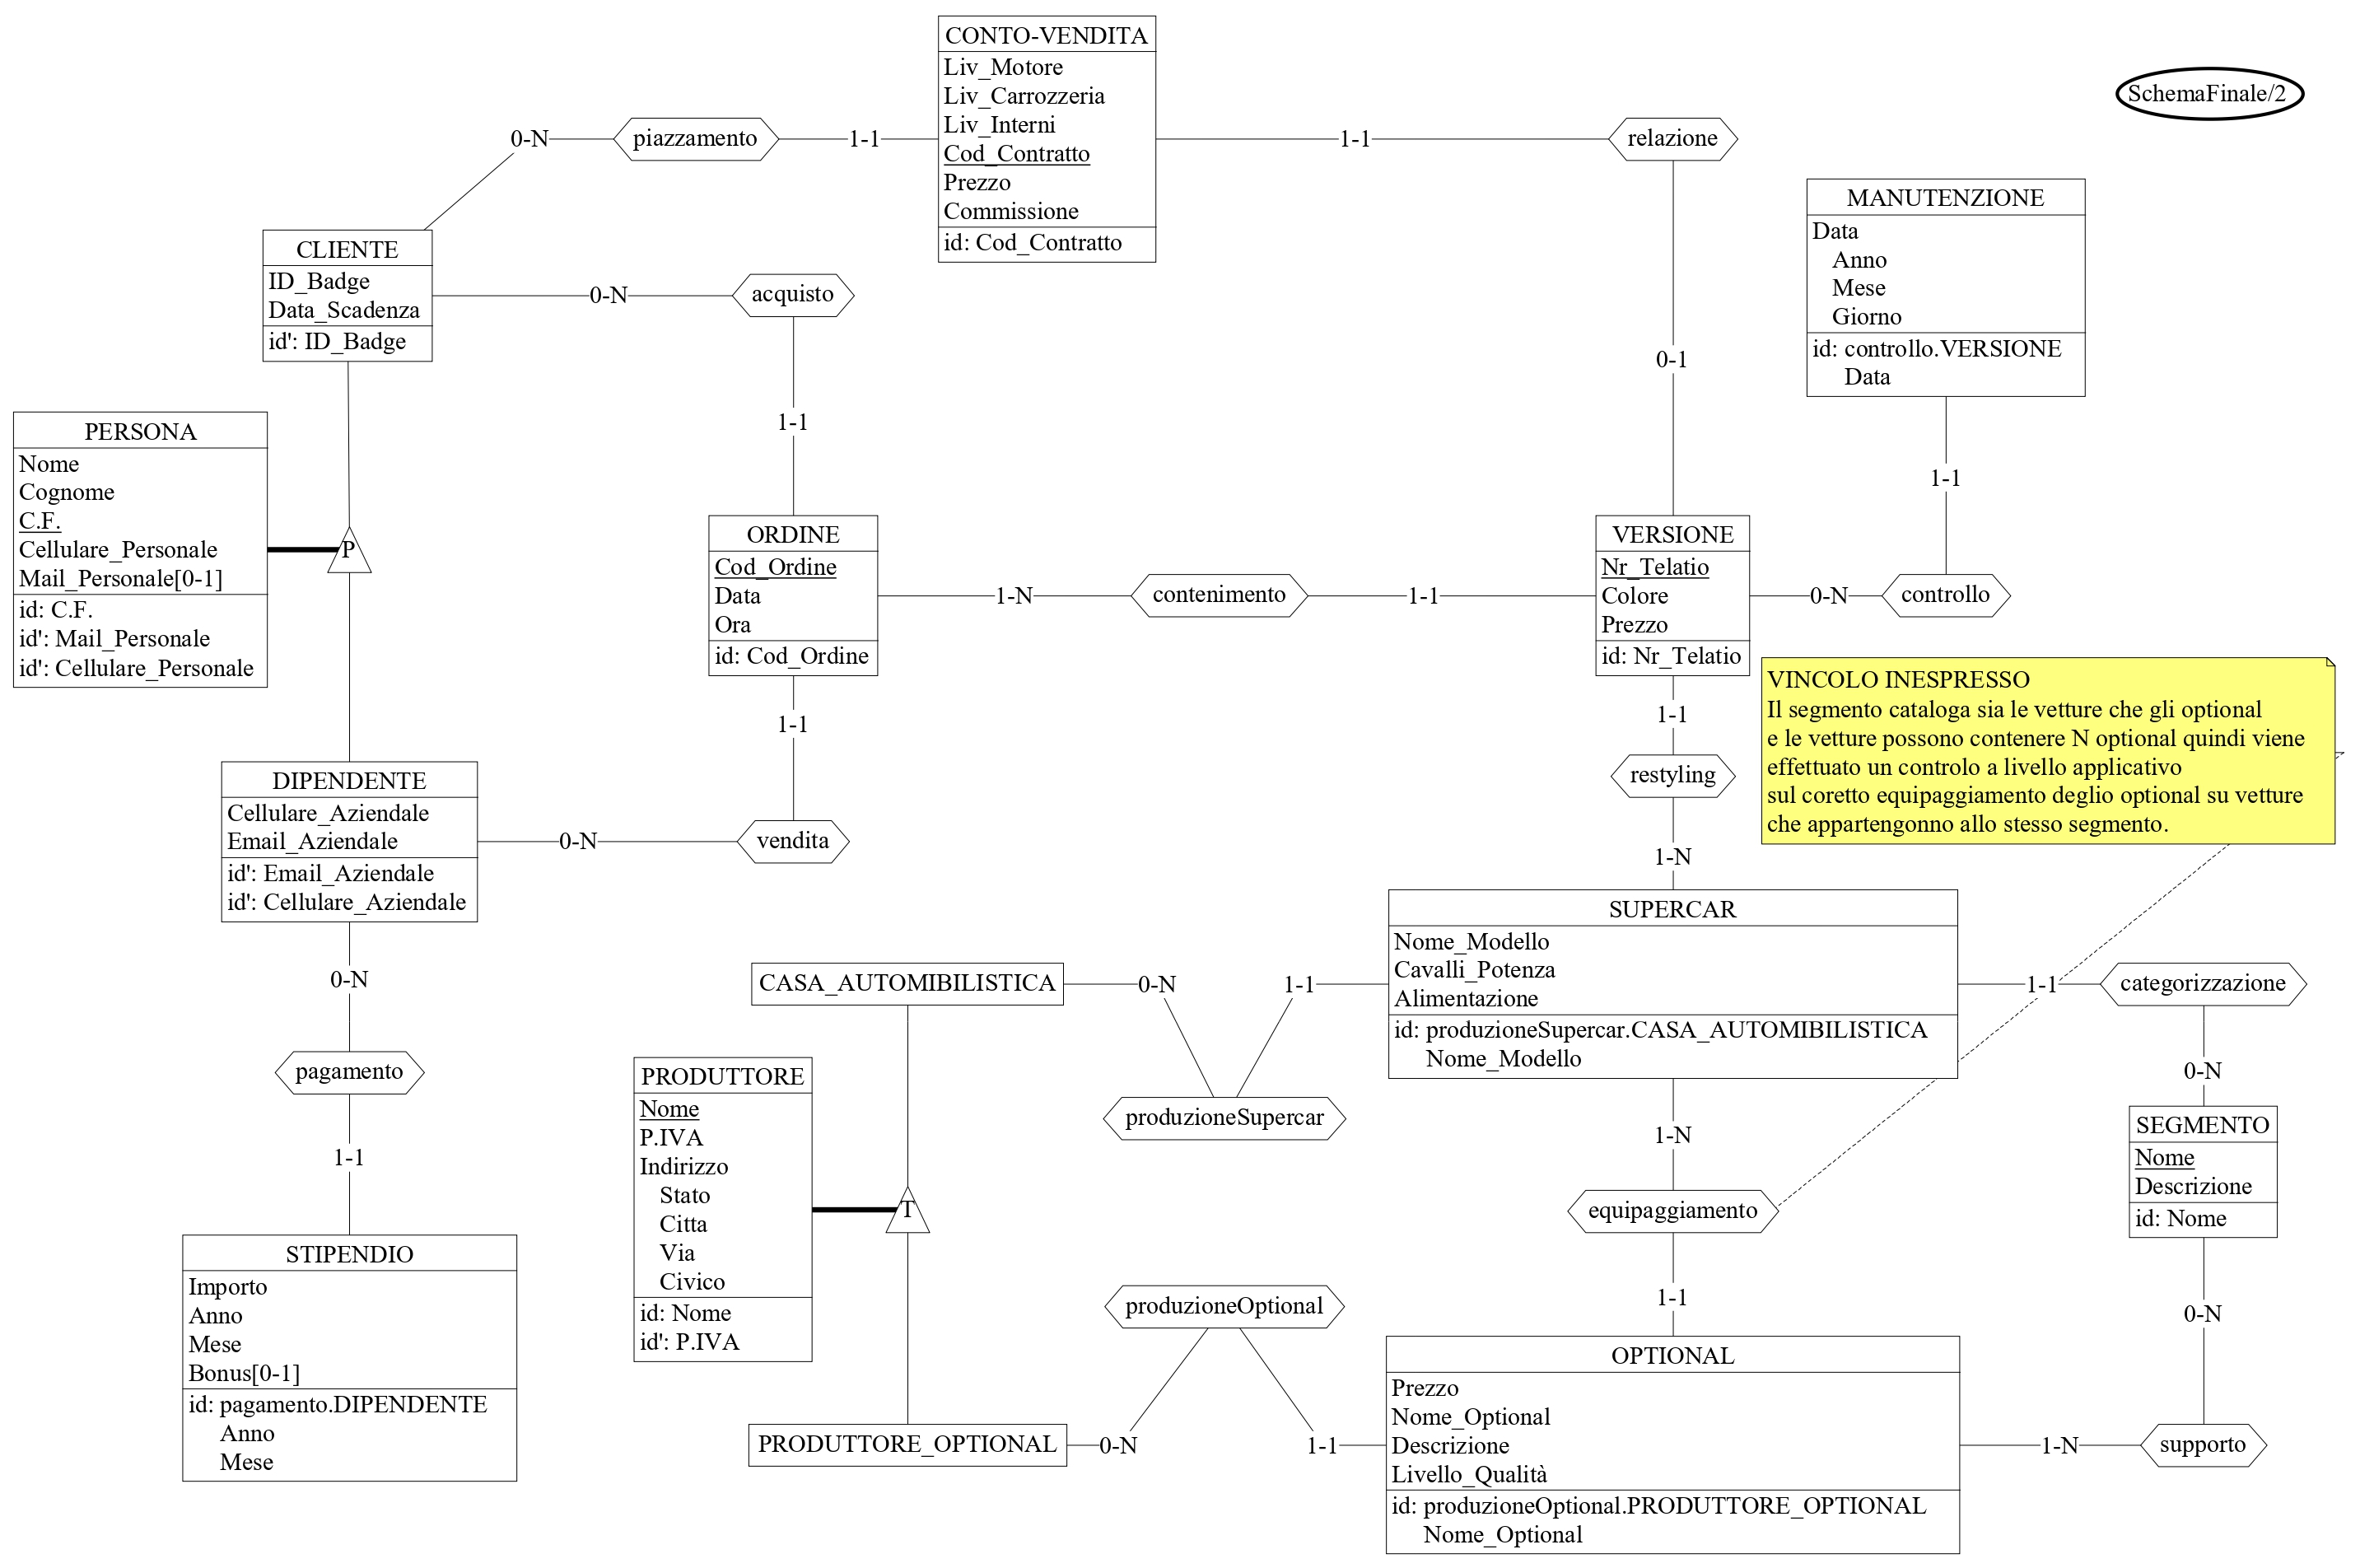 CONTO-VENDITA
Liv_Motore
Liv_Carrozzeria
Liv_Interni
Cod_Contratto
Prezzo
Commissione
id: Cod_Contratto
SchemaFinale/2
0-N
piazzamento
1-1
1-1
relazione
MANUTENZIONE
Data
Anno
Mese
Giorno
id: controllo.VERSIONE
Data
CLIENTE
ID_Badge
Data_Scadenza
id': ID_Badge
0-N
acquisto
0-1
1-1
1-1
PERSONA
Nome
Cognome
C.F.
Cellulare_Personale
Mail_Personale[0-1]
id: C.F.
id': Mail_Personale
id': Cellulare_Personale
P
ORDINE
Cod_Ordine
Data
Ora
id: Cod_Ordine
1-N
contenimento
1-1
VERSIONE
Nr_Telatio
Colore
Prezzo
id: Nr_Telatio
0-N
controllo
VINCOLO INESPRESSO
Il segmento cataloga sia le vetture che gli optional
e le vetture possono contenere N optional quindi viene
effettuato un controlo a livello applicativo
sul coretto equipaggiamento deglio optional su vetture
che appartengonno allo stesso segmento.
1-1
1-1
restyling
1-N
DIPENDENTE
Cellulare_Aziendale
Email_Aziendale
id': Email_Aziendale
id': Cellulare_Aziendale
0-N
vendita
SUPERCAR
Nome_Modello
Cavalli_Potenza
Alimentazione
id: produzioneSupercar.CASA_AUTOMIBILISTICA
Nome_Modello
0-N
CASA_AUTOMIBILISTICA
0-N
1-1
1-1
categorizzazione
pagamento
0-N
PRODUTTORE
Nome
P.IVA
Indirizzo
Stato
Citta
Via
Civico
id: Nome
id': P.IVA
T
produzioneSupercar
1-N
SEGMENTO
Nome
Descrizione
id: Nome
1-1
equipaggiamento
STIPENDIO
Importo
Anno
Mese
Bonus[0-1]
id: pagamento.DIPENDENTE
Anno
Mese
produzioneOptional
1-1
0-N
OPTIONAL
Prezzo
Nome_Optional
Descrizione
Livello_Qualità
id: produzioneOptional.PRODUTTORE_OPTIONAL
Nome_Optional
PRODUTTORE_OPTIONAL
0-N
1-1
1-N
supporto